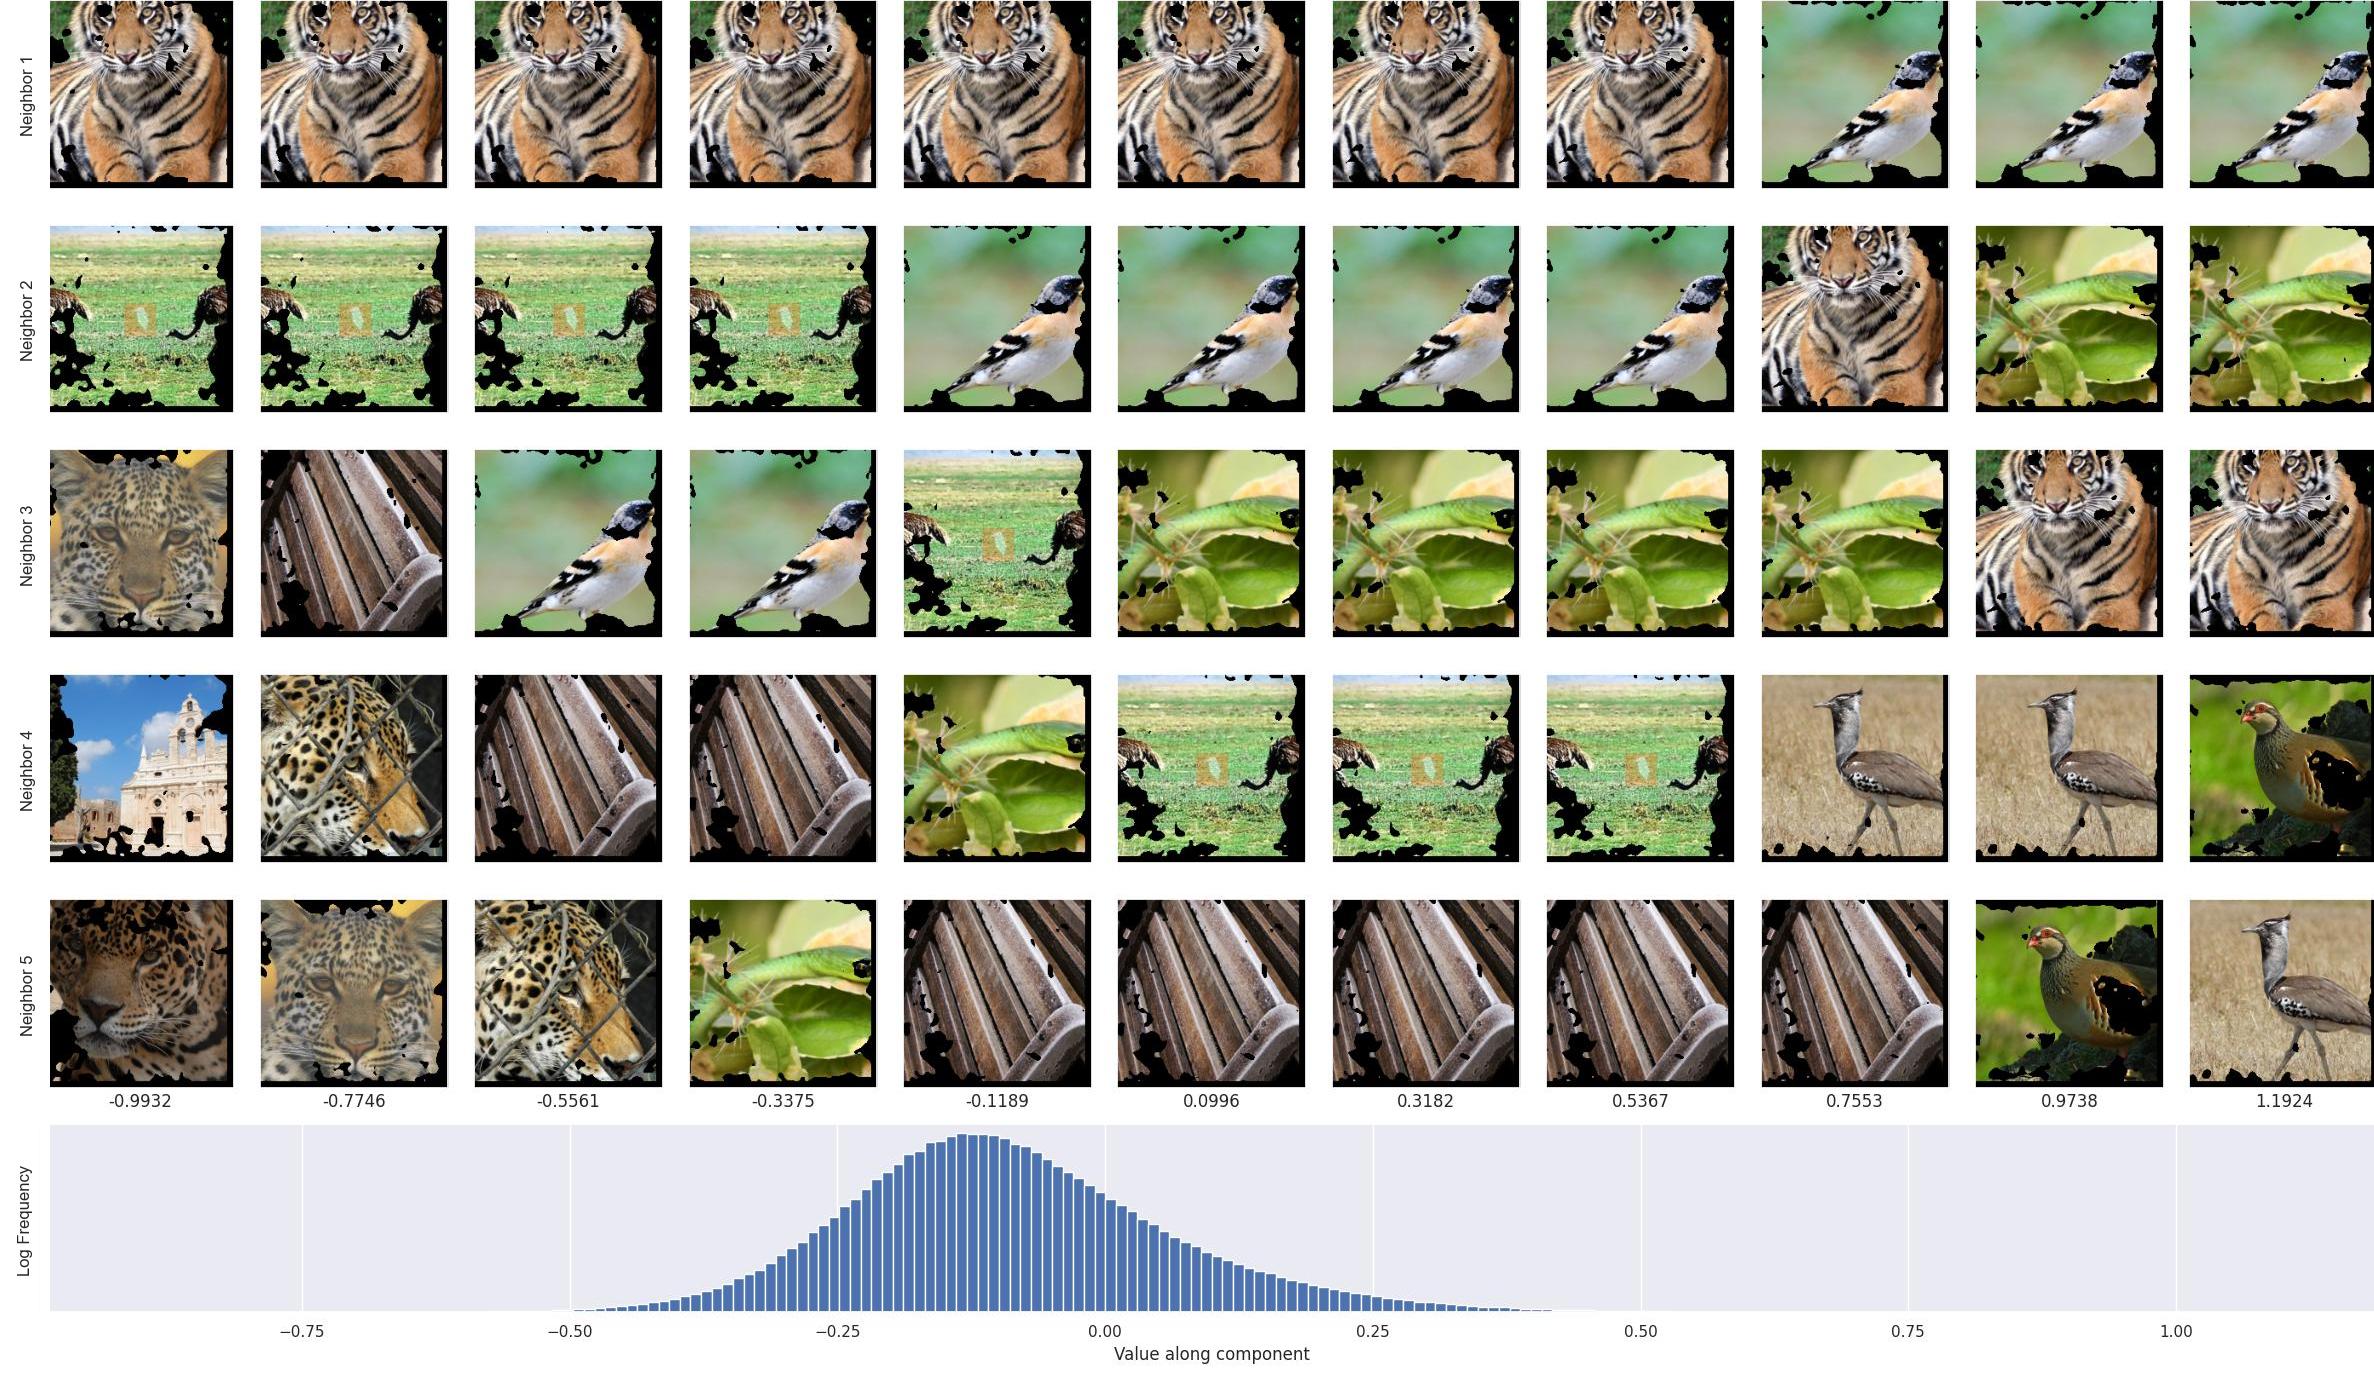 Neighbor 1
Neighbor 2
Neighbor 3
Neighbor 4
Neighbor 5
-0.9932 -0.7746 -0.5561 -0.3375 -0.1189 0.0996 0.3182 0.5367 0.7553 0.9738 1.1924
Log Frequency
−0.75 −0.50 −0.25 0.00 0.25 0.50 0.75 1.00
Value along component